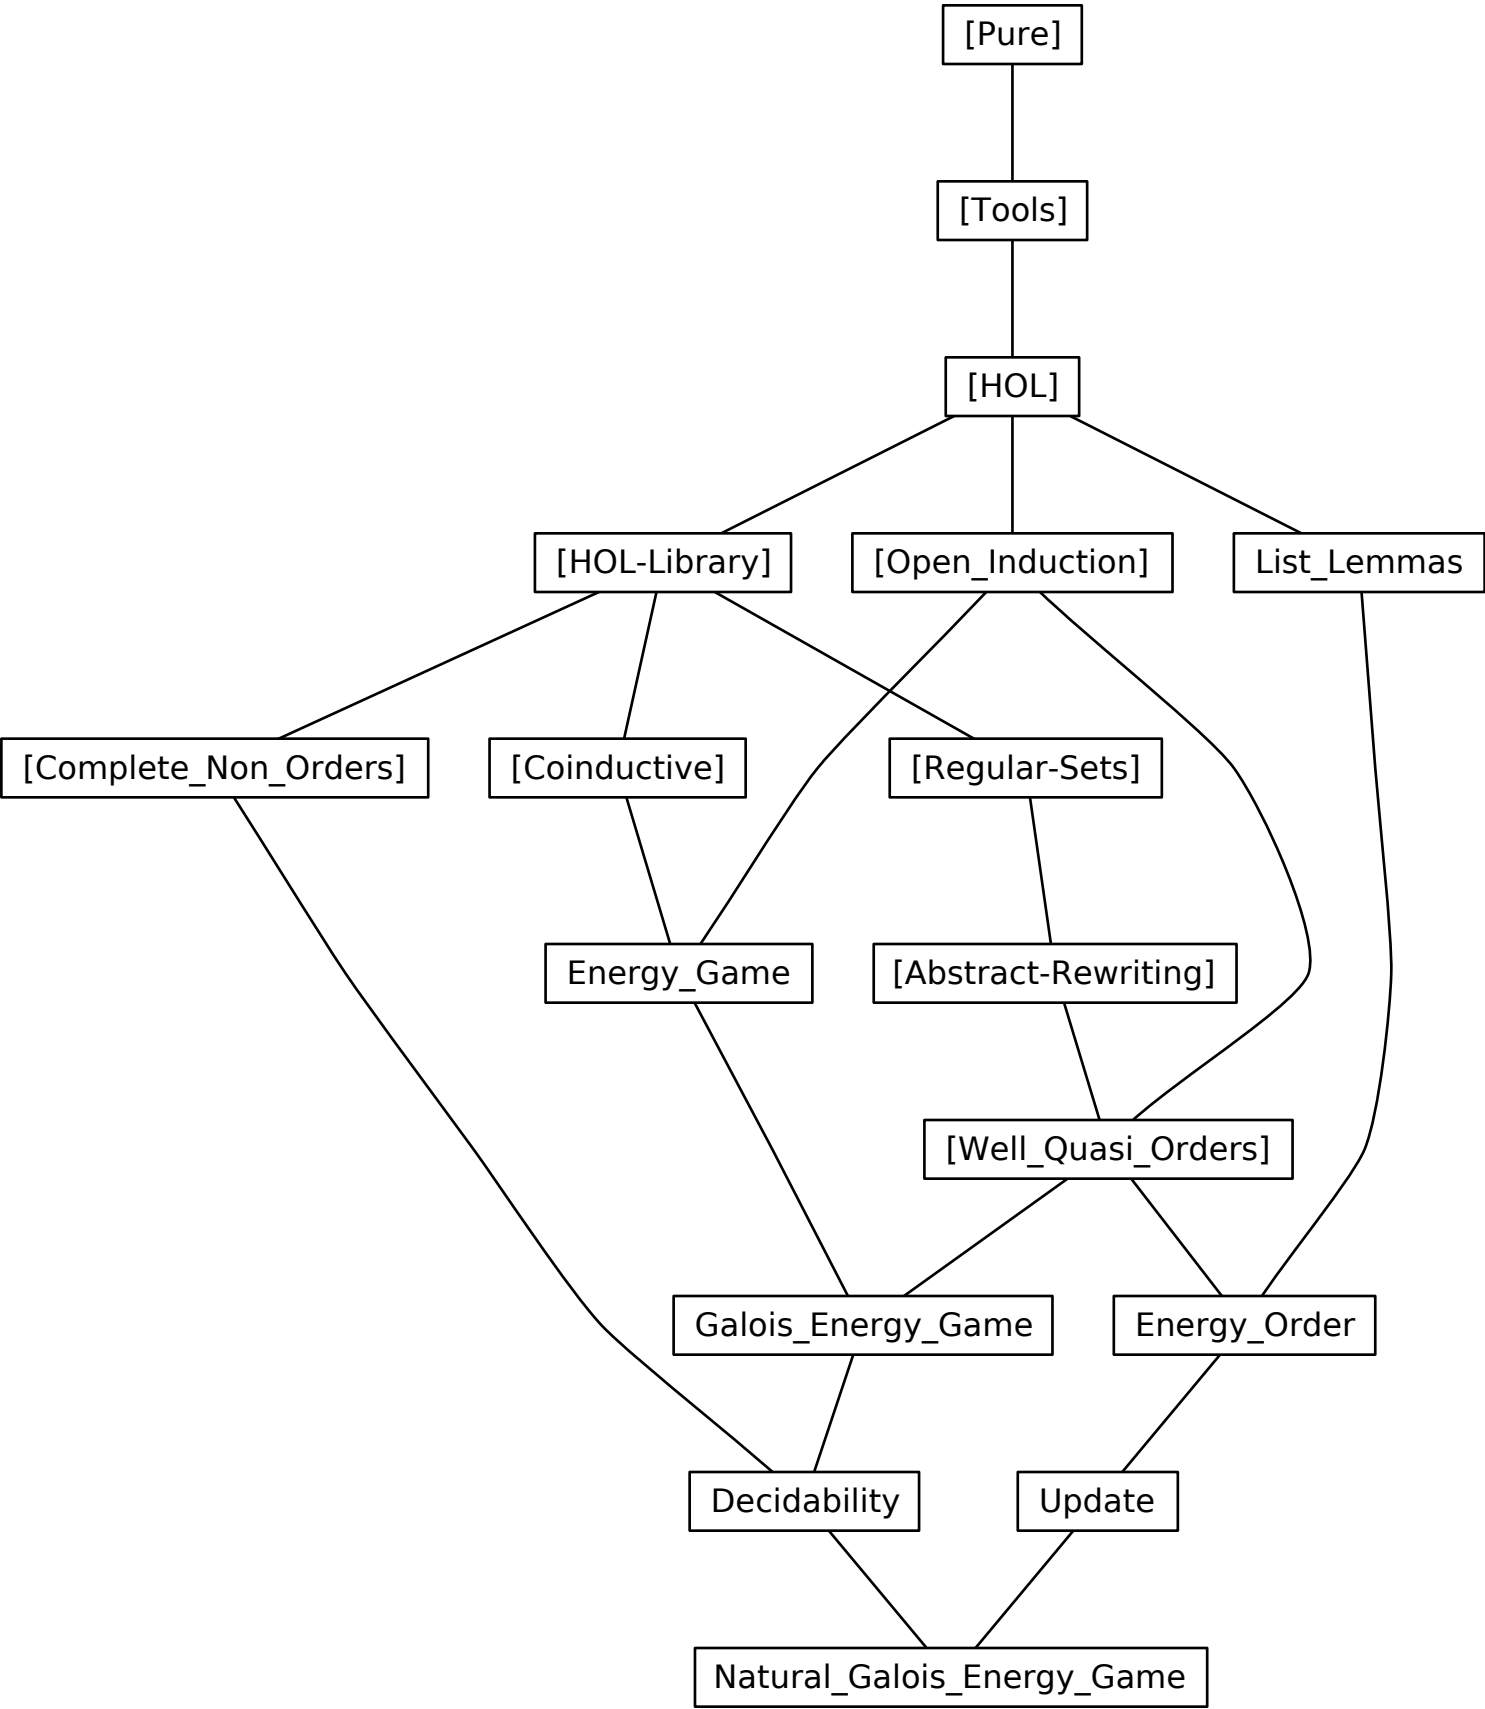 [Pure]
[Tools]
[HOL]
[HOL-Library]
[Open_Induction]
List_Lemmas
[Complete_Non_Orders]
[Coinductive]
[Regular-Sets]
Energy_Game
[Abstract-Rewriting]
[Well_Quasi_Orders]
Galois_Energy_Game
Energy_Order
Decidability
Update
Natural_Galois_Energy_Game